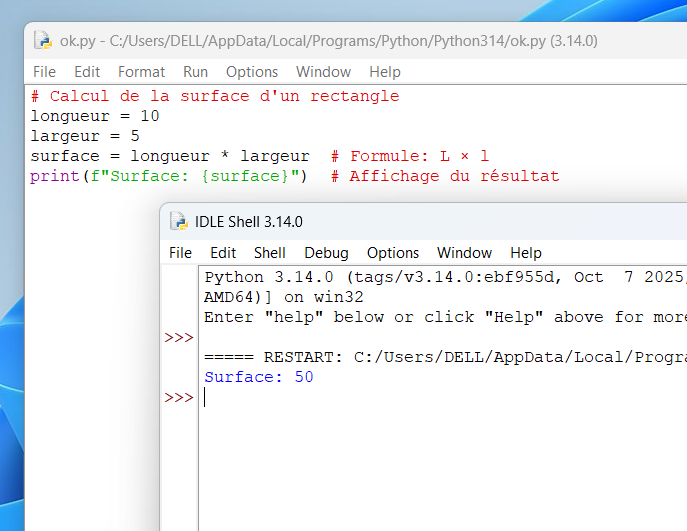 ok.py - C:/Users/DELL/AppData/Local/Programs/Python/Python314/ok.py (3.14.0)
File Edit Format Run Options Window Help
# Calcul de la surface d'un rectangle
longueur = 10
largeur = 5
surface = longueur * largeur  # Formule: L × l
print(f"Surface: {surface}")  # Affichage du résultat
IDLE Shell 3.14.0
File Edit Shell Debug Options Window Help
Python 3.14.0 (tags/v3.14.0:ebf955d, Oct  7 2025,
AMD64)] on win32
Enter "help" below or click "Help" above for more
>>>
===== RESTART: C:/Users/DELL/AppData/Local/Progra
Surface: 50
>>>